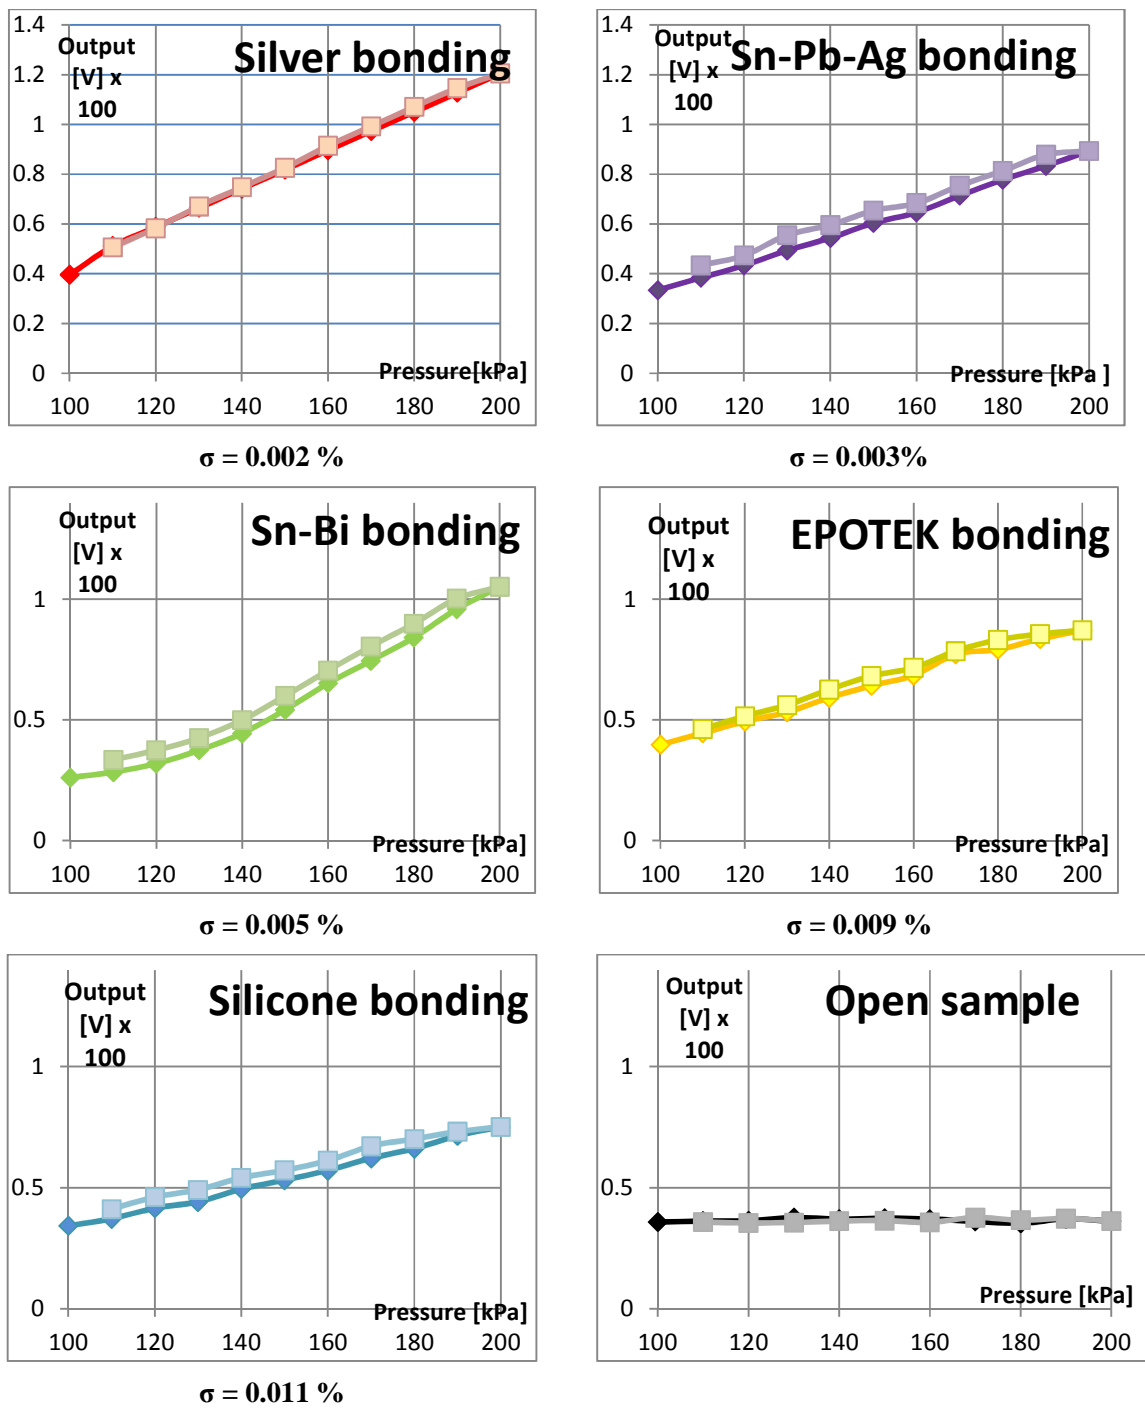 Silver bonding
Output
[V] x
100
1.4
1.2
1
0.8
0.6
0.4
0.2
0
Pressure[kPa]
100 120 140 160 180 200
σ = 0.002 %
Sn-Pb-Ag bonding
Output
[V] x
100
1.4
1.2
1
0.8
0.6
0.4
0.2
0
Pressure [kPa ]
100 120 140 160 180 200
σ = 0.003%
Sn-Bi bonding
Output
[V] x
100
1
0.5
0
Pressure [kPa]
100 120 140 160 180 200
σ = 0.005 %
EPOTEK bonding
Output
[V] x
100
1
0.5
0
Pressure [kPa]
100 120 140 160 180 200
σ = 0.009 %
Silicone bonding
Output
[V] x
100
1
0.5
0
Pressure [kPa]
100 120 140 160 180 200
σ = 0.011 %
Open sample
Output
[V] x
100
1
0.5
0
Pressure [kPa]
100 120 140 160 180 200